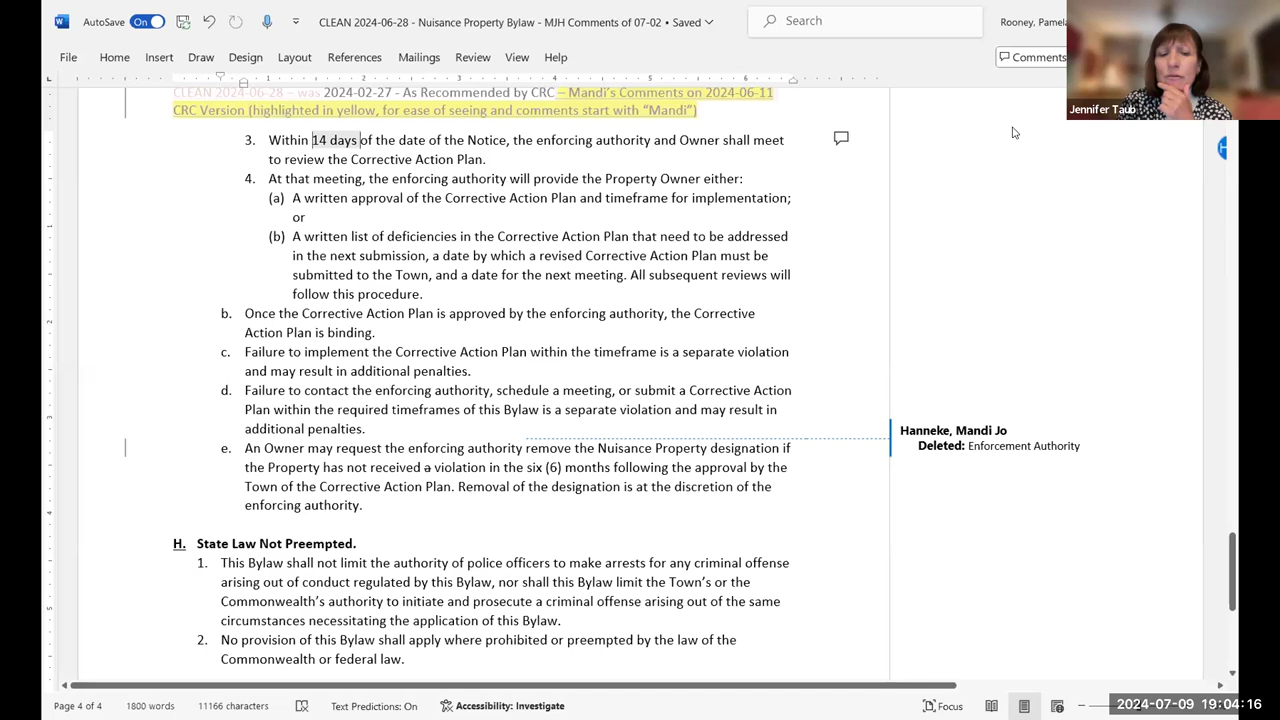 AutoSave On CLEAN 2024-06-28 - Nuisance Property Bylaw - MJH Comments of 07-02 • Saved Search Rooney, Pamela
File Home Insert Draw Design Layout References Mailings Review View Help Comments
Jennifer Taub
CLEAN 2024-06-28 – was 2024-02-27 - As Recommended by CRC – Mandi's Comments on 2024-06-11
CRC Version (highlighted in yellow, for ease of seeing and comments start with "Mandi")
3. Within 14 days of the date of the Notice, the enforcing authority and Owner shall meet
to review the Corrective Action Plan.
4. At that meeting, the enforcing authority will provide the Property Owner either:
(a) A written approval of the Corrective Action Plan and timeframe for implementation;
or
(b) A written list of deficiencies in the Corrective Action Plan that need to be addressed
in the next submission, a date by which a revised Corrective Action Plan must be
submitted to the Town, and a date for the next meeting. All subsequent reviews will
follow this procedure.
b. Once the Corrective Action Plan is approved by the enforcing authority, the Corrective
Action Plan is binding.
c. Failure to implement the Corrective Action Plan within the timeframe is a separate violation
and may result in additional penalties.
d. Failure to contact the enforcing authority, schedule a meeting, or submit a Corrective Action
Plan within the required timeframes of this Bylaw is a separate violation and may result in
additional penalties.
Hanneke, Mandi Jo
Deleted: Enforcement Authority
e. An Owner may request the enforcing authority remove the Nuisance Property designation if
the Property has not received a violation in the six (6) months following the approval by the
Town of the Corrective Action Plan. Removal of the designation is at the discretion of the
enforcing authority.
H. State Law Not Preempted.
1. This Bylaw shall not limit the authority of police officers to make arrests for any criminal offense
arising out of conduct regulated by this Bylaw, nor shall this Bylaw limit the Town's or the
Commonwealth's authority to initiate and prosecute a criminal offense arising out of the same
circumstances necessitating the application of this Bylaw.
2. No provision of this Bylaw shall apply where prohibited or preempted by the law of the
Commonwealth or federal law.
Page 4 of 4 1800 words 11166 characters Text Predictions: On Accessibility: Investigate Focus
2024-07-09 19:04:16